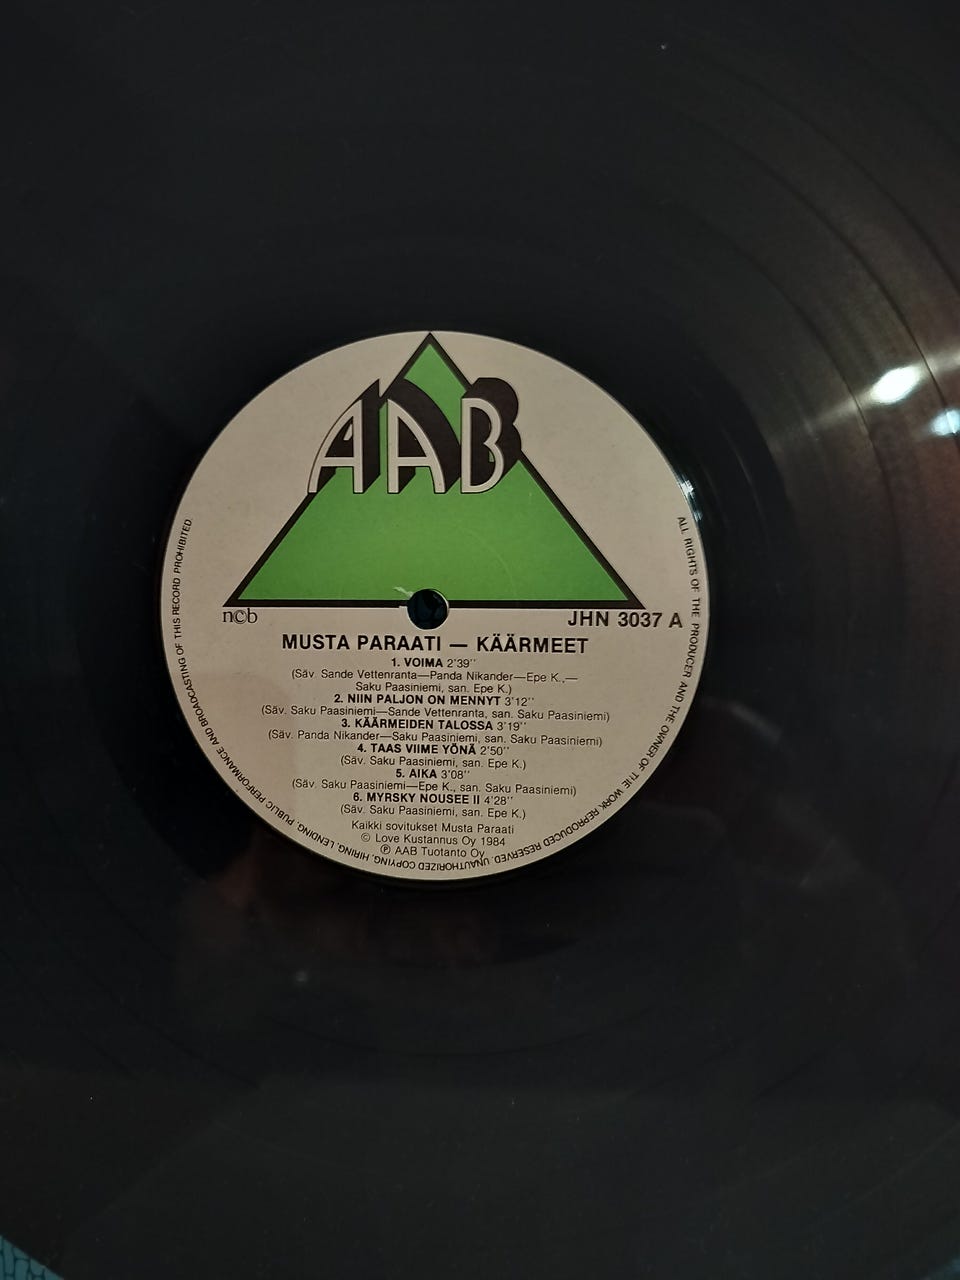 AAB
n©b
JHN 3037 A
MUSTA PARAATI — KÄÄRMEET
1. VOIMA 2'39''
(Säv. Sande Vettenranta—Panda Nikander—Epe K.,—
Saku Paasiniemi, san. Epe K.)
2. NIIN PALJON ON MENNYT 3'12''
(Säv. Saku Paasiniemi—Sande Vettenranta, san. Saku Paasiniemi)
3. KÄÄRMEIDEN TALOSSA 3'19''
(Säv. Panda Nikander—Saku Paasiniemi, san. Saku Paasiniemi)
4. TAAS VIIME YÖNÄ 2'50''
(Säv. Saku Paasiniemi, san. Epe K.)
5. AIKA 3'08''
(Säv. Saku Paasiniemi—Epe K., san. Saku Paasiniemi)
6. MYRSKY NOUSEE II 4'28''
(Säv. Saku Paasiniemi, san. Epe K.)
Kaikki sovitukset Musta Paraati
© Love Kustannus Oy 1984
℗ AAB Tuotanto Oy
ALL RIGHTS OF THE PRODUCER AND THE OWNER OF THE WORK REPRODUCED RESERVED. UNAUTHORIZED COPYING, HIRING, LENDING, PUBLIC PERFORMANCE AND BROADCASTING OF THIS RECORD PROHIBITED